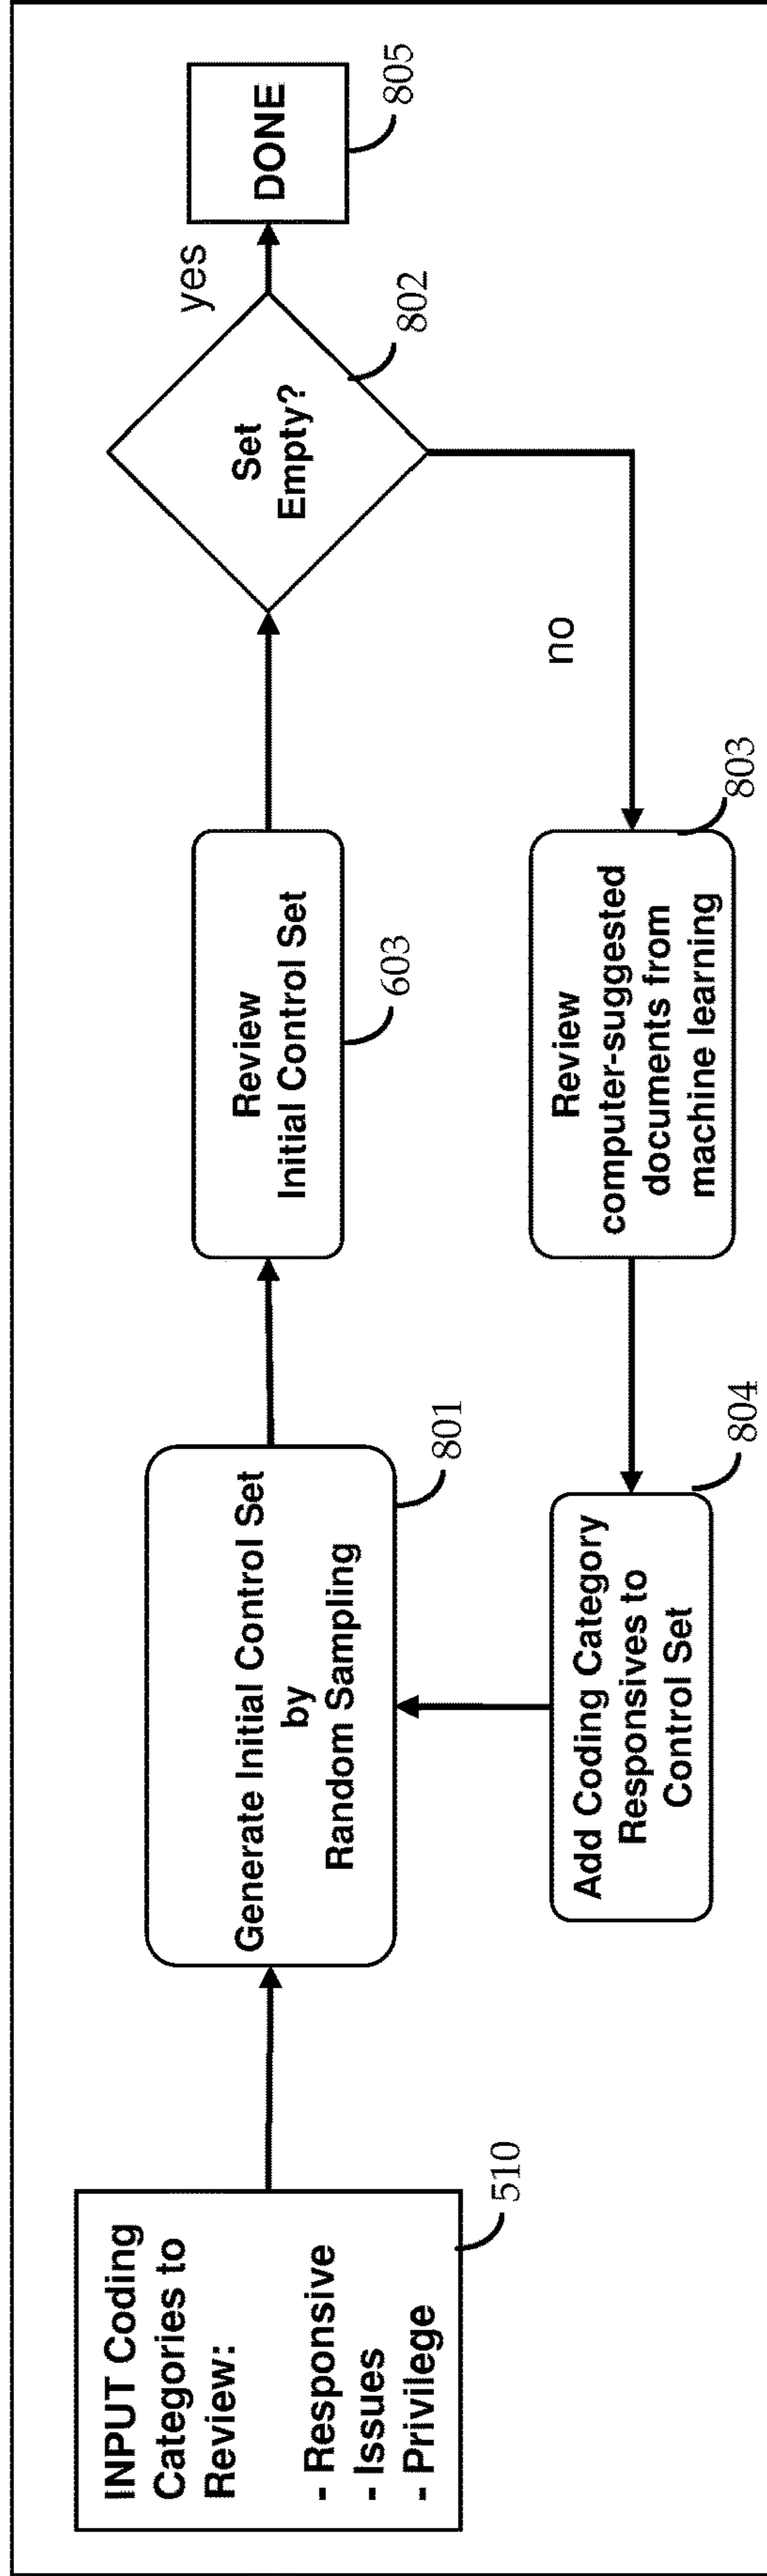 INPUT Coding
Categories to
Review:
- Responsive
- Issues
- Privilege
510
Generate Initial Control Set
by
Random Sampling
801
Review
Initial Control Set
603
Set
Empty?
802
yes
DONE
805
no
Review
computer-suggested
documents from
machine learning
803
Add Coding Category
Responsives to
Control Set
804